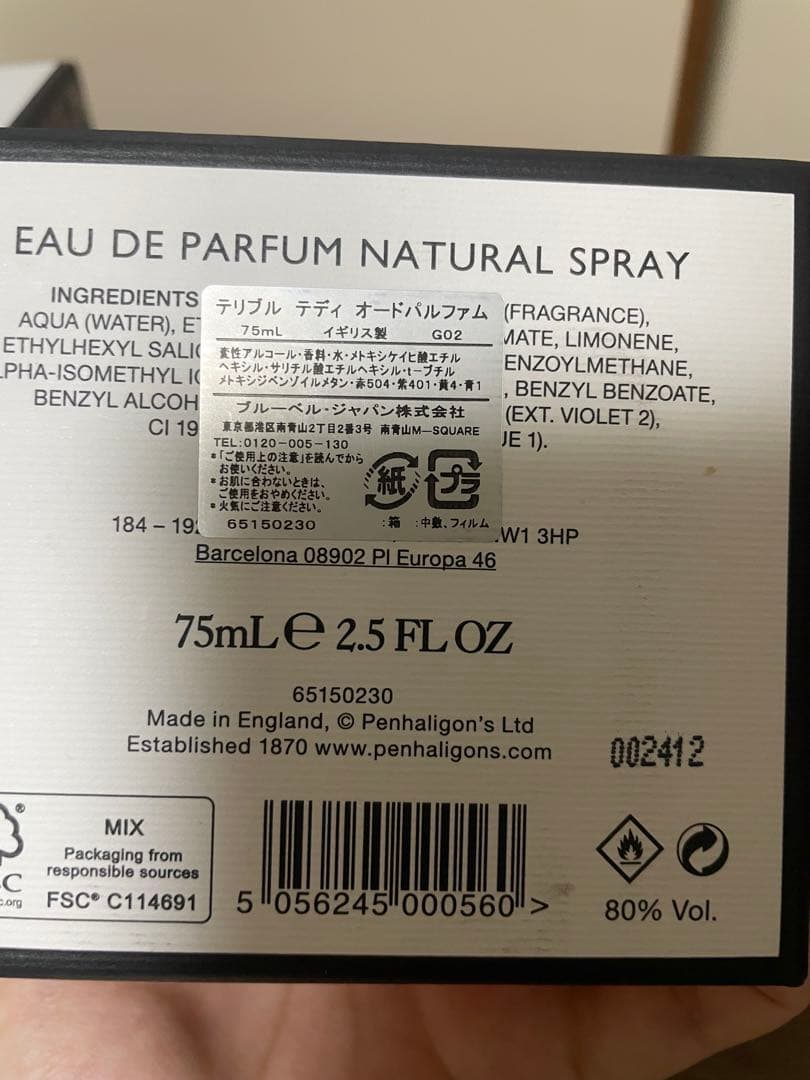 EAU DE PARFUM NATURAL SPRAY
INGREDIENTS (FRAGRANCE),
AQUA (WATER), MATE, LIMONENE,
ETHYLHEXYL ENZOYLMETHANE,
LPHA-ISOMETHYL , BENZYL BENZOATE,
BENZYL ALCOH (EXT. VIOLET 2),
CI 19 JE 1).
テリブル テディ オードパルファム
75mL イギリス製 G02
変性アルコール・香料・水・メトキシケイヒ酸エチル
ヘキシル・サリチル酸エチルヘキシル・t-ブチル
メトキシジベンゾイルメタン・赤504・紫401・黄4・青1
ブルーベル・ジャパン株式会社
東京都港区南青山2丁目2番3号 南青山M-SQUARE
TEL:0120-005-130
*「ご使用上の注意」を読んでから
お使いください。
*お肌に合わないときは、
ご使用をおやめください。
*火気にご注意ください。
紙 プラ
65150230 :箱 :中敷、フィルム
184 – 19 W1 3HP
Barcelona 08902 Pl Europa 46
75mL e 2.5 FL OZ
65150230
Made in England, © Penhaligon's Ltd
Established 1870 www.penhaligons.com
002412
MIX
Packaging from
responsible sources
FSC® C114691
5 056245 000560 >
80% Vol.